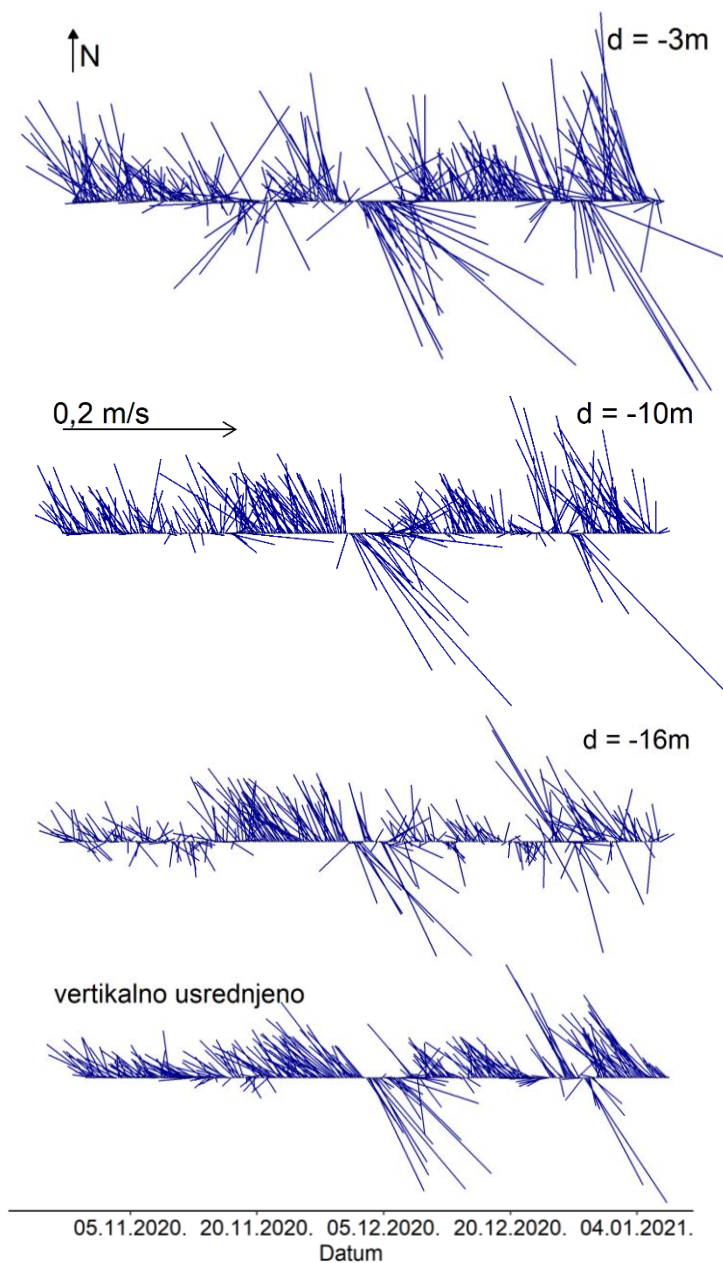 N
d = -3m
0,2 m/s
d = -10m
d = -16m
vertikalno usrednjeno
05.11.2020. 20.11.2020. 05.12.2020. 20.12.2020. 04.01.2021.
Datum